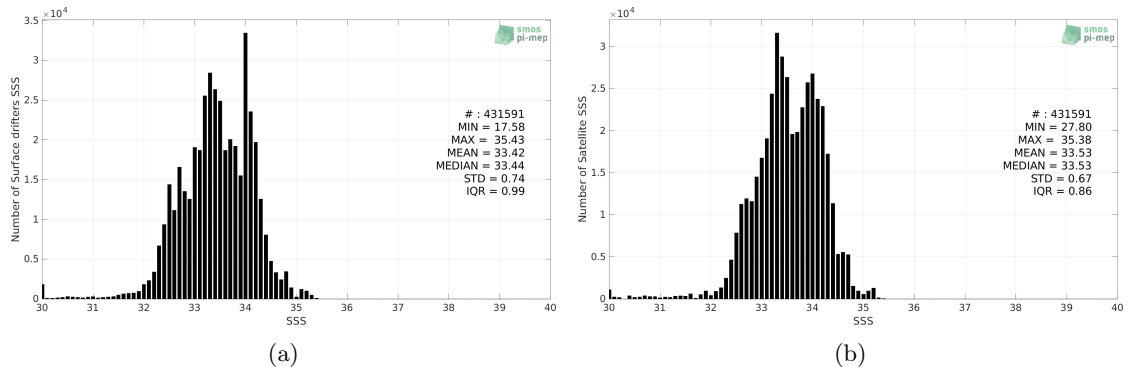 ×10⁴
3.5
3
2.5
2
1.5
1
0.5
0
Number of Surface drifters SSS
30 31 32 33 34 35 36 37 38 39 40
SSS
smos
pi-mep
# : 431591
MIN = 17.58
MAX = 35.43
MEAN = 33.42
MEDIAN = 33.44
STD = 0.74
IQR = 0.99
(a)
×10⁴
3
2.5
2
1.5
1
0.5
0
Number of Satellite SSS
30 31 32 33 34 35 36 37 38 39 40
SSS
smos
pi-mep
# : 431591
MIN = 27.80
MAX = 35.38
MEAN = 33.53
MEDIAN = 33.53
STD = 0.67
IQR = 0.86
(b)